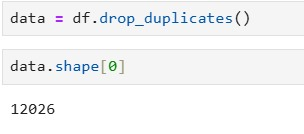 data = df.drop_duplicates()
data.shape[0]
12026